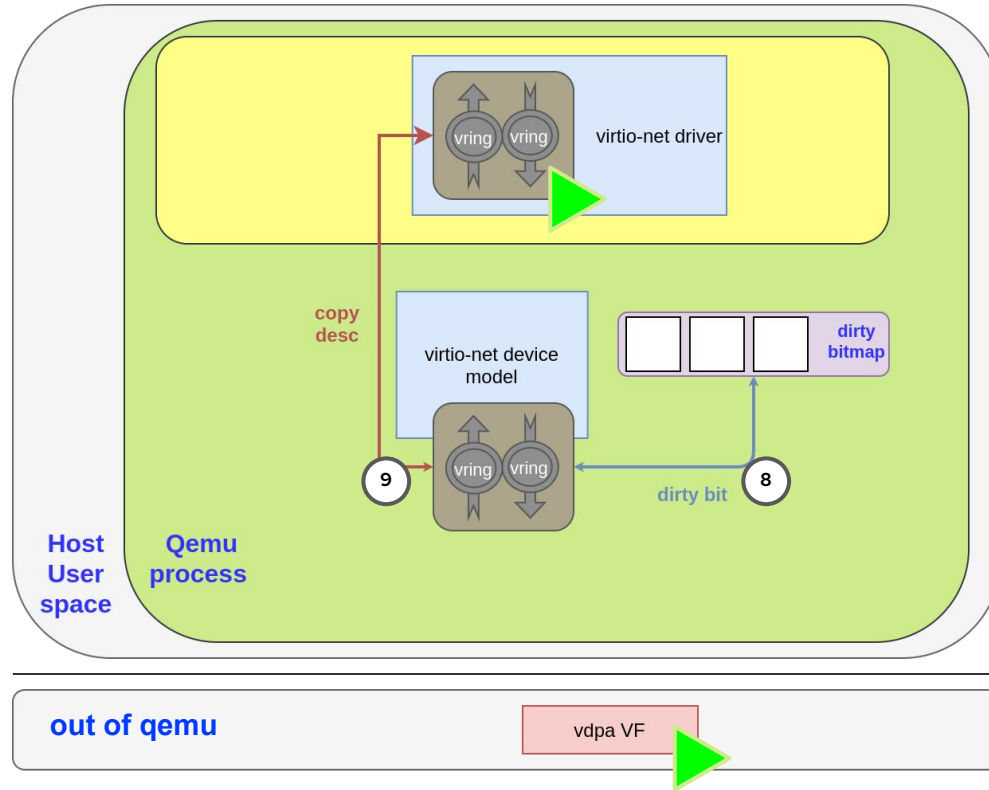 vring
vring
virtio-net driver
copy
desc
virtio-net device
model
dirty
bitmap
vring
vring
9
8
dirty bit
Host
User
space
Qemu
process
out of qemu
vdpa VF